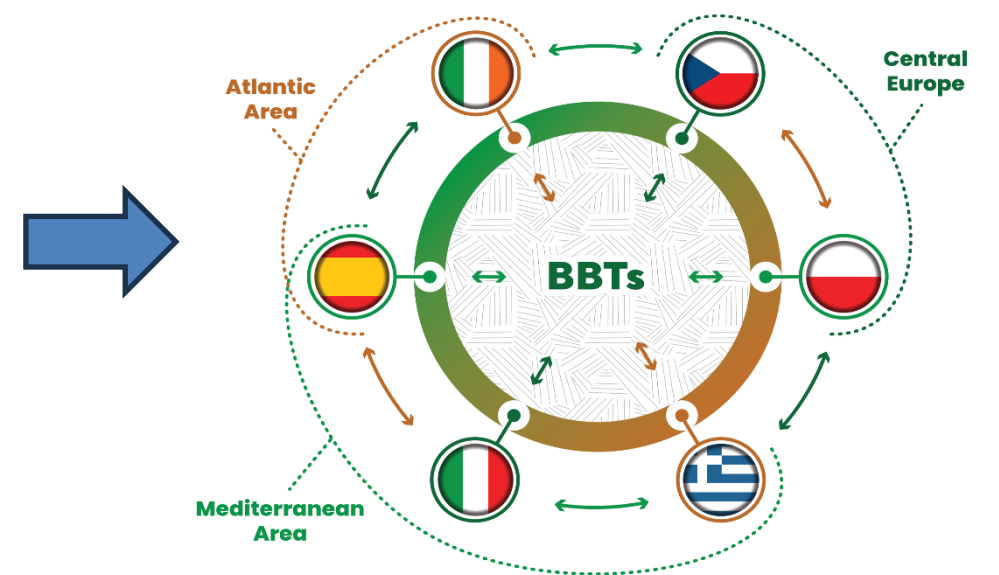 Atlantic
Area
Central
Europe
BBTs
Mediterranean
Area